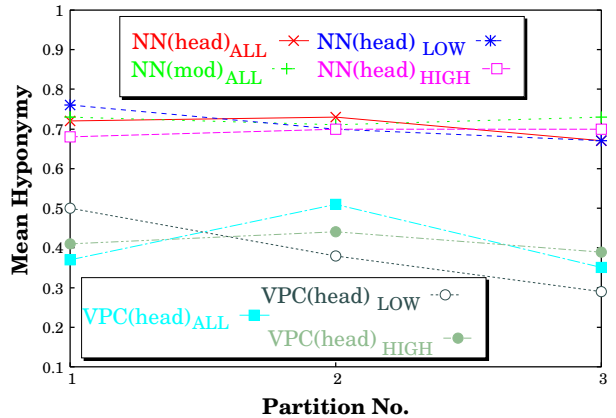 1
0.9
0.8
0.7
0.6
0.5
0.4
0.3
0.2
0.1
Mean Hyponymy
NN(head)ALL NN(head) LOW
NN(mod)ALL NN(head)HIGH
VPC(head) LOW
VPC(head)ALL
VPC(head) HIGH
1 2 3
Partition No.